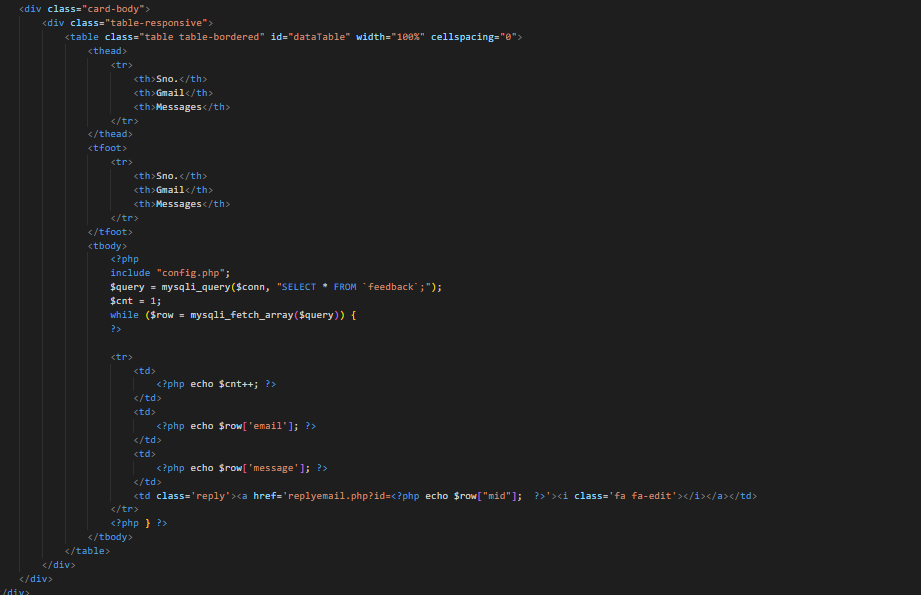 <div class="card-body">
<div class="table-responsive">
<table class="table table-bordered" id="dataTable" width="100%" cellspacing="0">
<thead>
<tr>
<th>Sno.</th>
<th>Gmail</th>
<th>Messages</th>
</tr>
</thead>
<tfoot>
<tr>
<th>Sno.</th>
<th>Gmail</th>
<th>Messages</th>
</tr>
</tfoot>
<tbody>
<?php
include "config.php";
$query = mysqli_query($conn, "SELECT * FROM `feedback`;");
$cnt = 1;
while ($row = mysqli_fetch_array($query)) {
?>
<tr>
<td>
<?php echo $cnt++; ?>
</td>
<td>
<?php echo $row['email']; ?>
</td>
<td>
<?php echo $row['message']; ?>
</td>
<td class='reply'><a href='replyemail.php?id=<?php echo $row["mid"];  ?>'><i class='fa fa-edit'></i></a></td>
</tr>
<?php } ?>
</tbody>
</table>
</div>
</div>
/div>